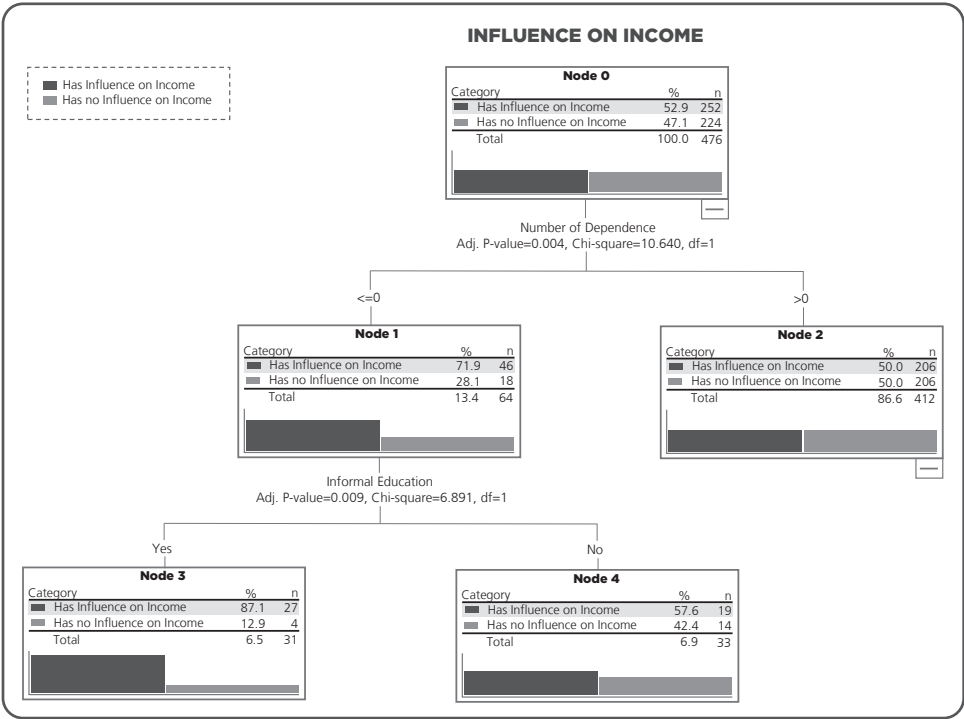 INFLUENCE ON INCOME
Has Influence on Income
Has no Influence on Income
Node 0
Category % n
Has Influence on Income 52.9 252
Has no Influence on Income 47.1 224
Total 100.0 476
Number of Dependence
Adj. P-value=0.004, Chi-square=10.640, df=1
<=0
>0
Node 1
Category % n
Has Influence on Income 71.9 46
Has no Influence on Income 28.1 18
Total 13.4 64
Node 2
Category % n
Has Influence on Income 50.0 206
Has no Influence on Income 50.0 206
Total 86.6 412
Informal Education
Adj. P-value=0.009, Chi-square=6.891, df=1
Yes
No
Node 3
Category % n
Has Influence on Income 87.1 27
Has no Influence on Income 12.9 4
Total 6.5 31
Node 4
Category % n
Has Influence on Income 57.6 19
Has no Influence on Income 42.4 14
Total 6.9 33